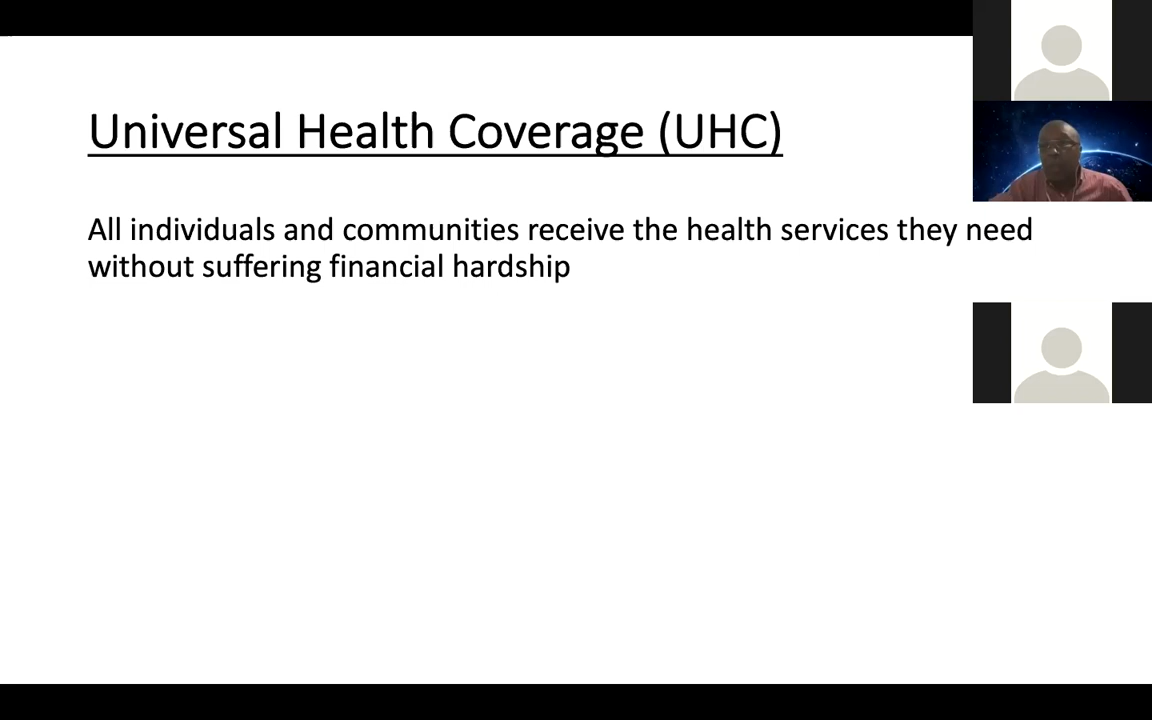 Universal Health Coverage (UHC)
All individuals and communities receive the health services they need
without suffering financial hardship